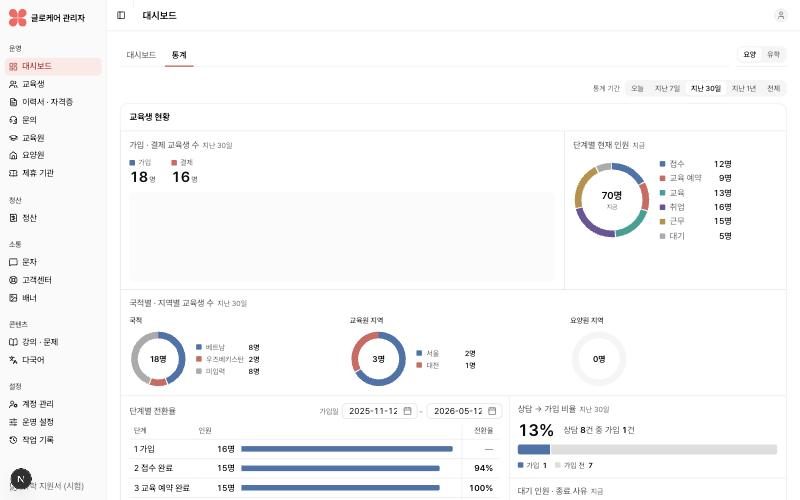 글로케어 관리자
대시보드
운영
대시보드
교육생
이력서 · 자격증
문의
교육원
요양원
제휴 기관
정산
정산
소통
문자
고객센터
배너
콘텐츠
강의 · 문제
다국어
설정
계정 관리
운영 설정
작업 기록
N
학 지원서 (시험)
대시보드 통계
요양 유학
통계 기간 오늘 지난 7일 지난 30일 지난 1년 전체
교육생 현황
가입 · 결제 교육생 수 지난 30일
가입 결제
18명 16명
단계별 현재 인원 지금
70명
지금
접수 12명
교육 예약 9명
교육 13명
취업 16명
근무 15명
대기 5명
국적별 · 지역별 교육생 수 지난 30일
국적
18명
베트남 8명
우즈베키스탄 2명
미입력 8명
교육원 지역
3명
서울 2명
대전 1명
요양원 지역
0명
단계별 전환율
가입일 2025-11-12 - 2026-05-12
단계 인원 전환율
1 가입 16명 —
2 접수 완료 15명 94%
3 교육 예약 완료 15명 100%
상담 → 가입 비율 지난 30일
13% 상담 8건 중 가입 1건
가입 1 가입 전 7
대기 인원 · 종료 사유 지금